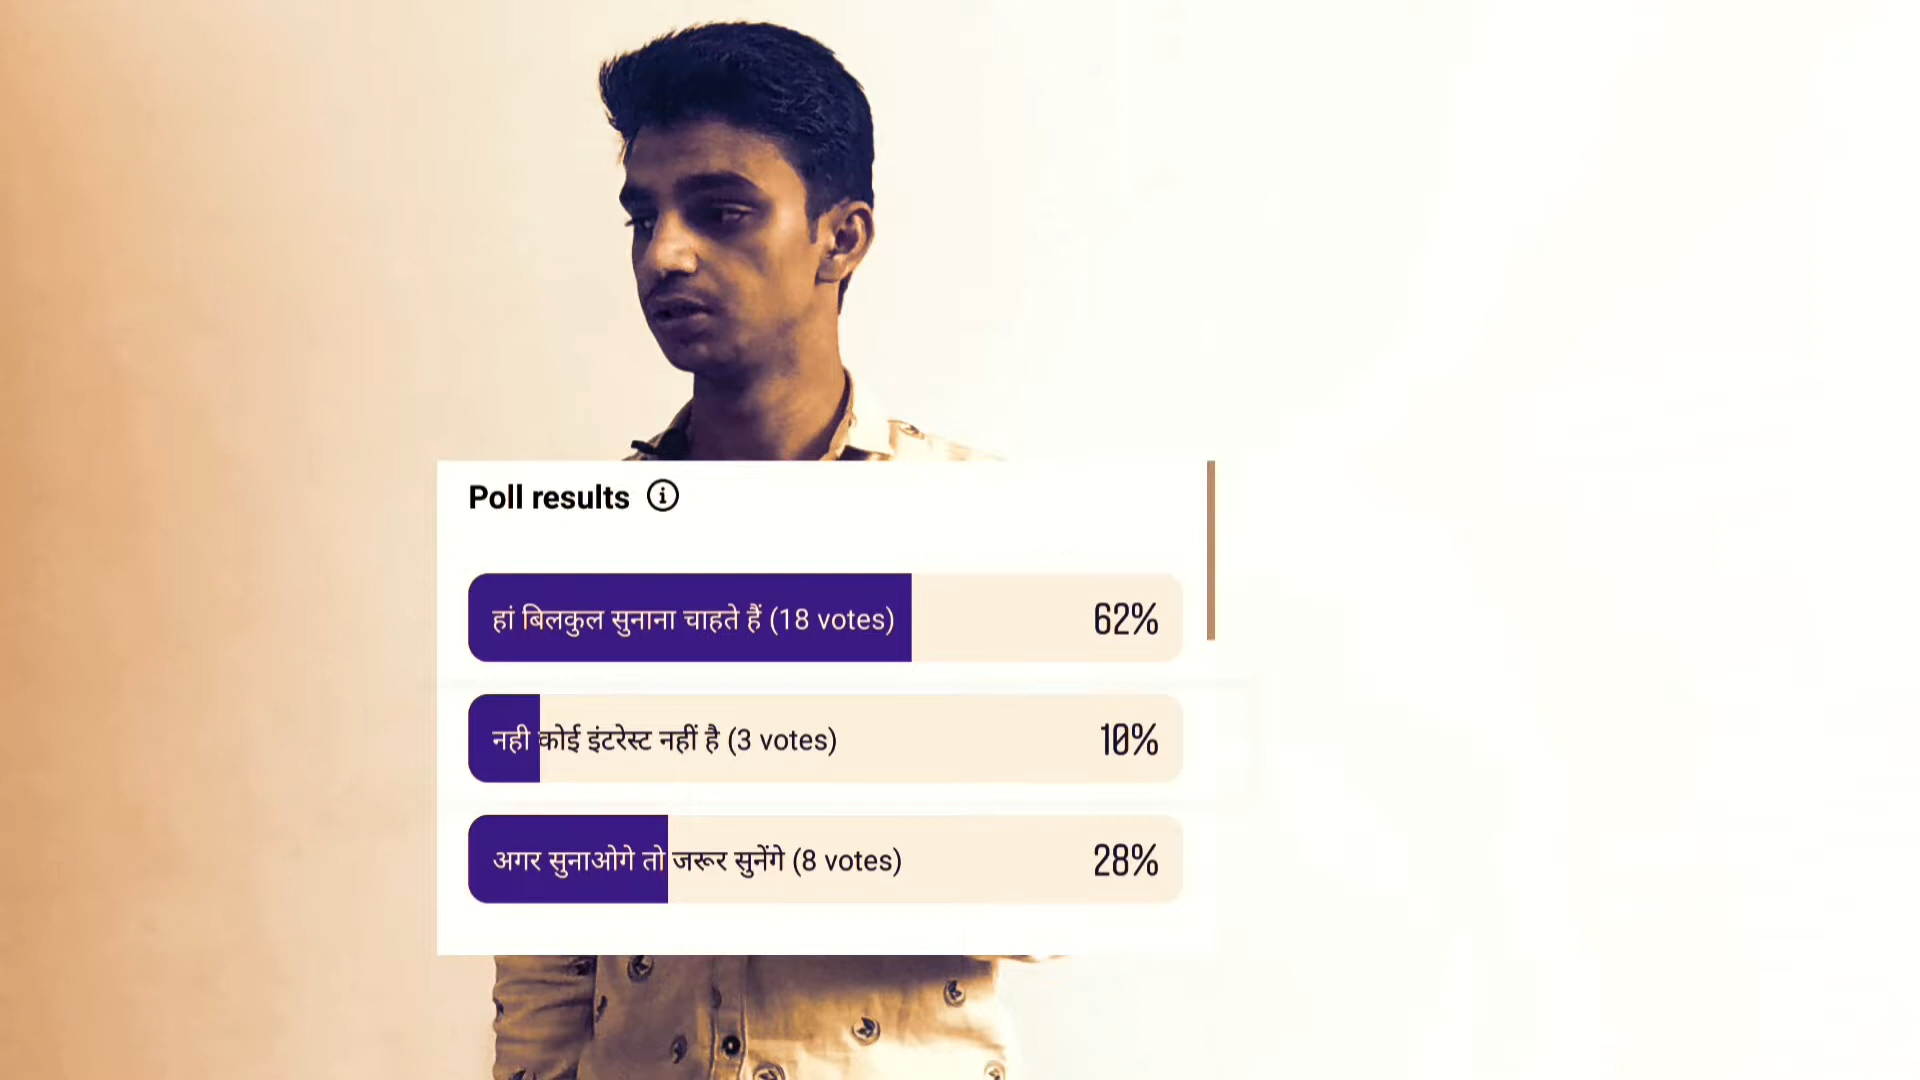 Poll results
हां बिलकुल सुनाना चाहते हैं (18 votes) 62%
नही कोई इंटरेस्ट नहीं है (3 votes) 10%
अगर सुनाओगे तो जरूर सुनेंगे (8 votes) 28%